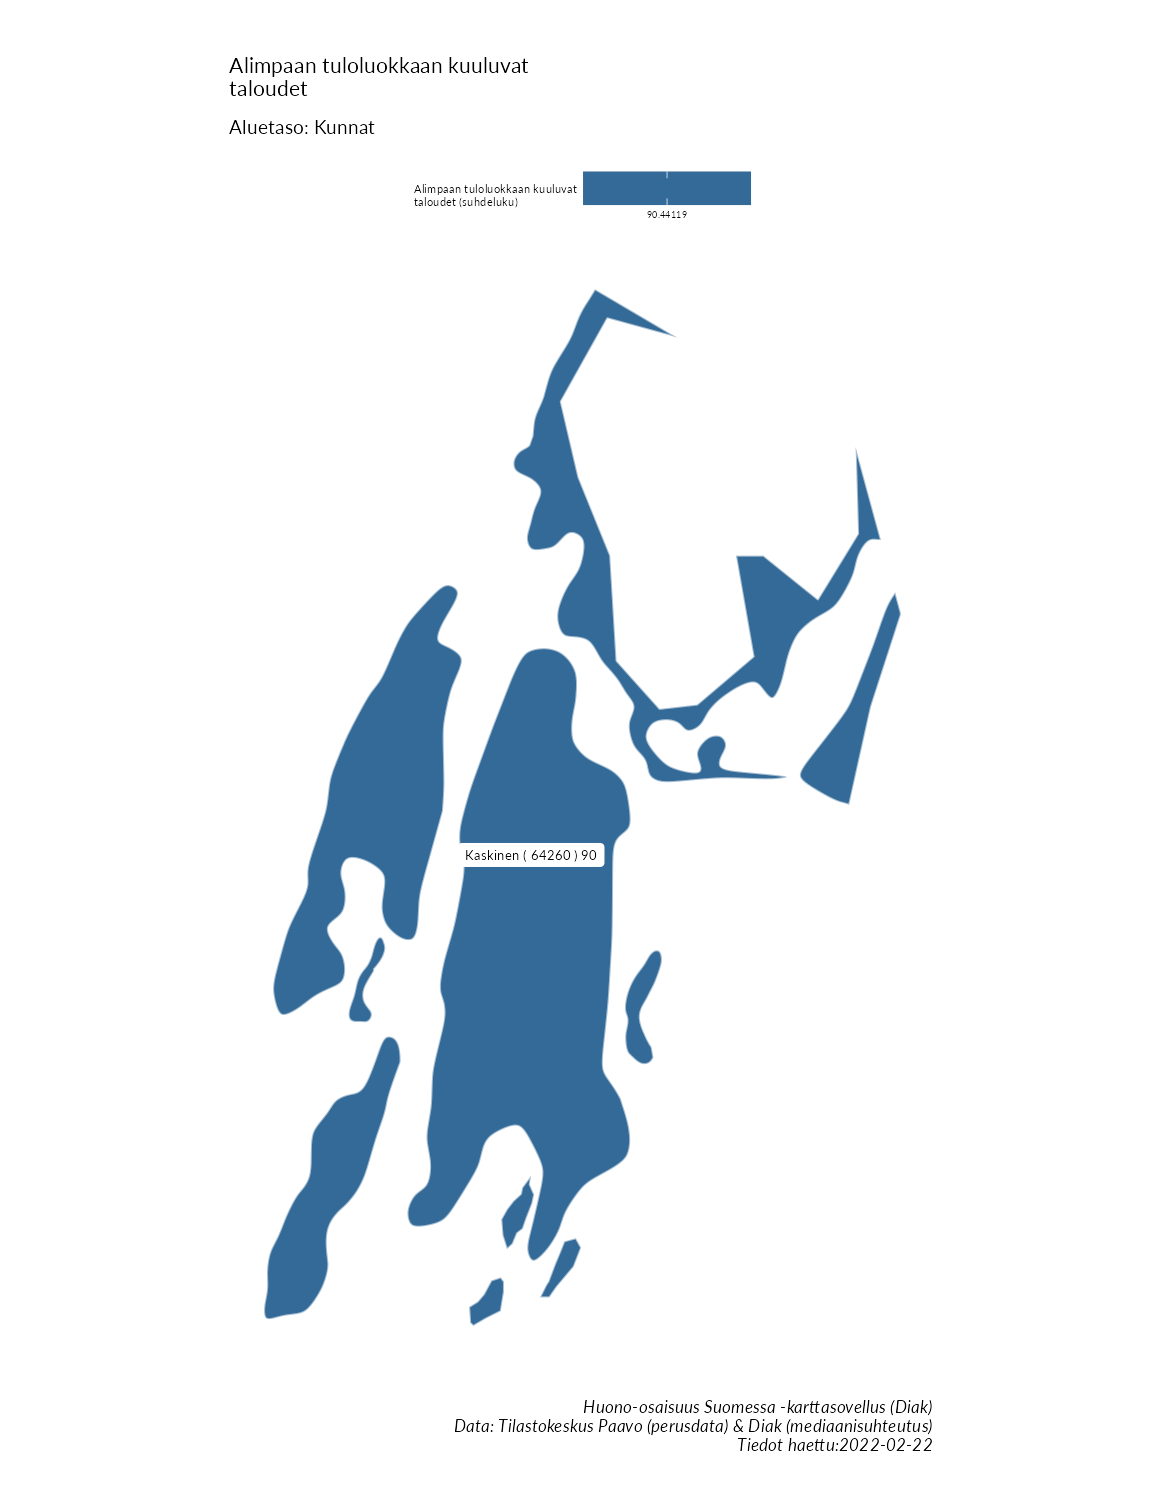 Alimpaan tuloluokkaan kuuluvat
taloudet
Aluetaso: Kunnat
Alimpaan tuloluokkaan kuuluvat
taloudet (suhdeluku)
90.44119
Kaskinen ( 64260 ) 90
Huono-osaisuus Suomessa -karttasovellus (Diak)
Data: Tilastokeskus Paavo (perusdata) & Diak (mediaanisuhteutus)
Tiedot haettu:2022-02-22